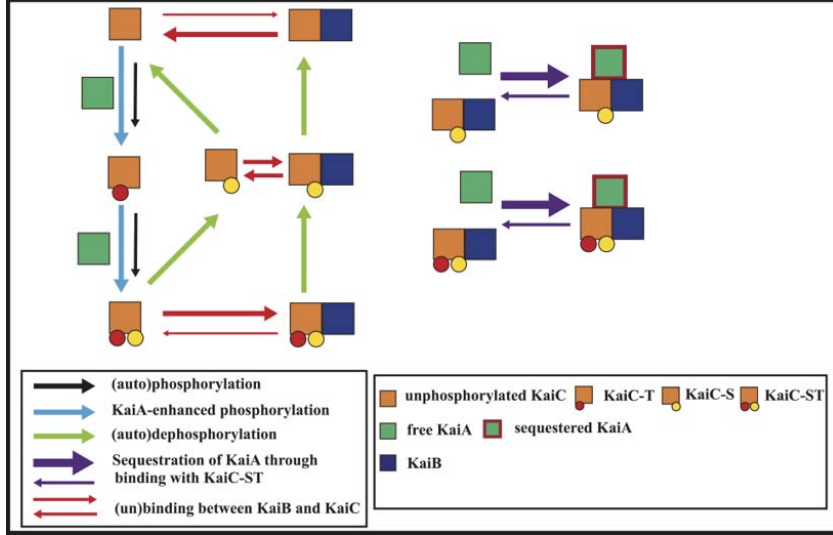 (auto)phosphorylation
KaiA-enhanced phosphorylation
(auto)dephosphorylation
Sequestration of KaiA through
binding with KaiC-ST
(un)binding between KaiB and KaiC
unphosphorylated KaiC
KaiC-T
KaiC-S
KaiC-ST
free KaiA
sequestered KaiA
KaiB